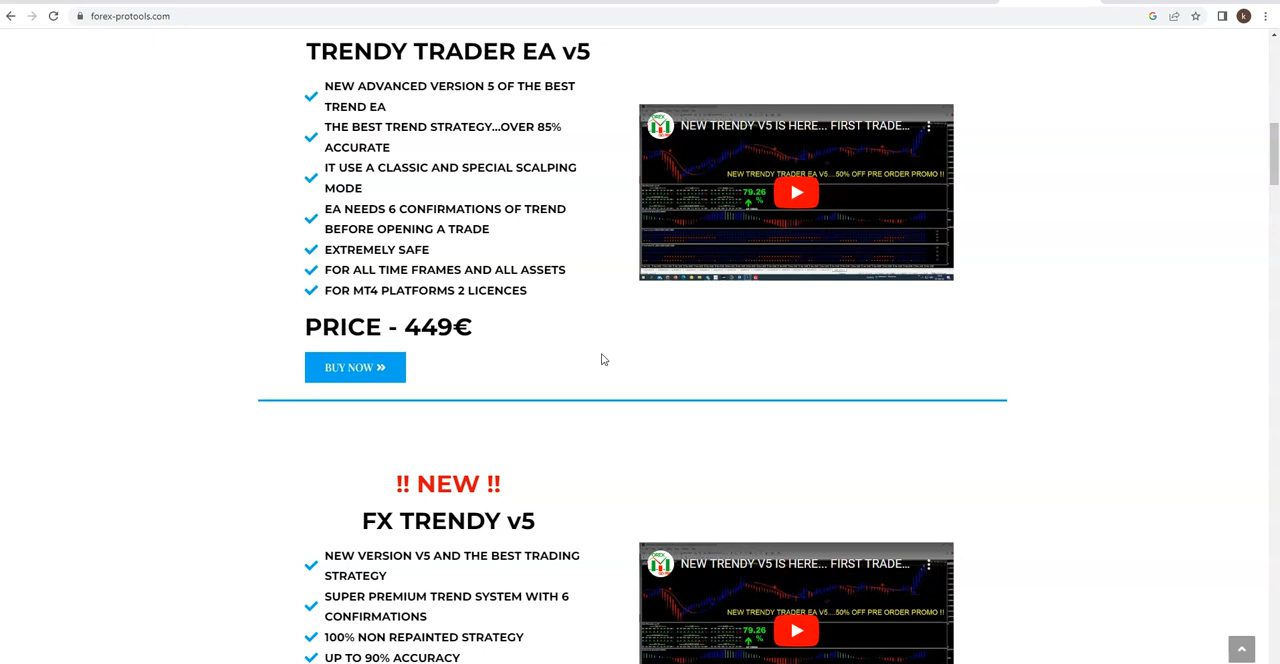 forex-protools.com
k
TRENDY TRADER EA v5
NEW ADVANCED VERSION 5 OF THE BEST
TREND EA
THE BEST TREND STRATEGY...OVER 85%
ACCURATE
IT USE A CLASSIC AND SPECIAL SCALPING
MODE
EA NEEDS 6 CONFIRMATIONS OF TREND
BEFORE OPENING A TRADE
EXTREMELY SAFE
FOR ALL TIME FRAMES AND ALL ASSETS
FOR MT4 PLATFORMS 2 LICENCES
PRICE - 449€
BUY NOW
NEW TRENDY V5 IS HERE... FIRST TRADE...
NEW TRENDY TRADER EA V5....50% OFF PRE ORDER PROMO !!
79.26
%
!! NEW !!
FX TRENDY v5
NEW VERSION V5 AND THE BEST TRADING
STRATEGY
SUPER PREMIUM TREND SYSTEM WITH 6
CONFIRMATIONS
100% NON REPAINTED STRATEGY
UP TO 90% ACCURACY
NEW TRENDY V5 IS HERE... FIRST TRADE...
NEW TRENDY TRADER EA V5....50% OFF PRE ORDER PROMO !!
79.26
%